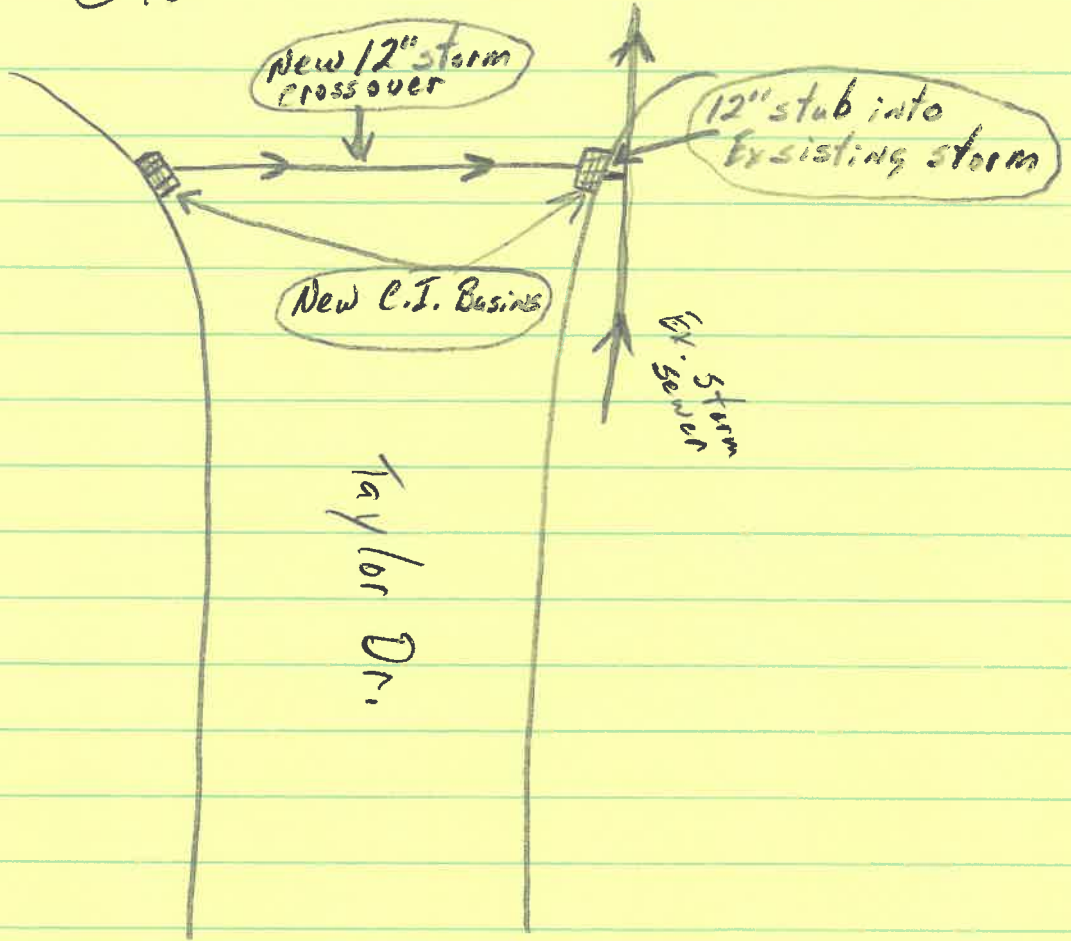 New 12" storm
crossover
12" stub into
Exsisting storm
New C.I. Basins
Ex. Storm
Sewer
Taylor Dr.